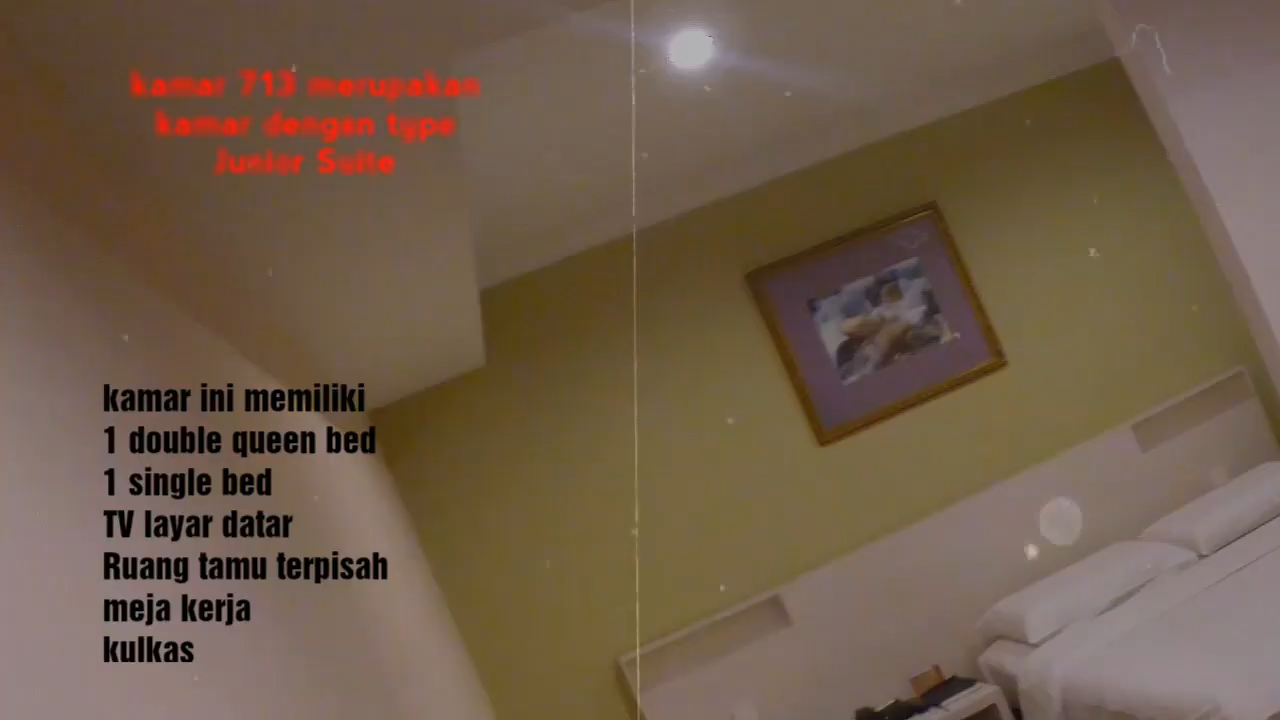 kamar 713 merupakan
kamar dengan type
Junior Suite
kamar ini memiliki
1 double queen bed
1 single bed
TV layar datar
Ruang tamu terpisah
meja kerja
kulkas